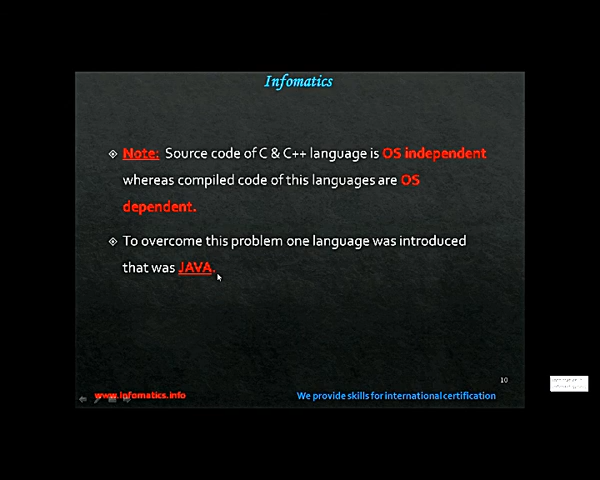 Infomatics
Note: Source code of C & C++ language is OS independent
whereas compiled code of this languages are OS
dependent.
To overcome this problem one language was introduced
that was JAVA.
10
www.infomatics.info
We provide skills for international certification